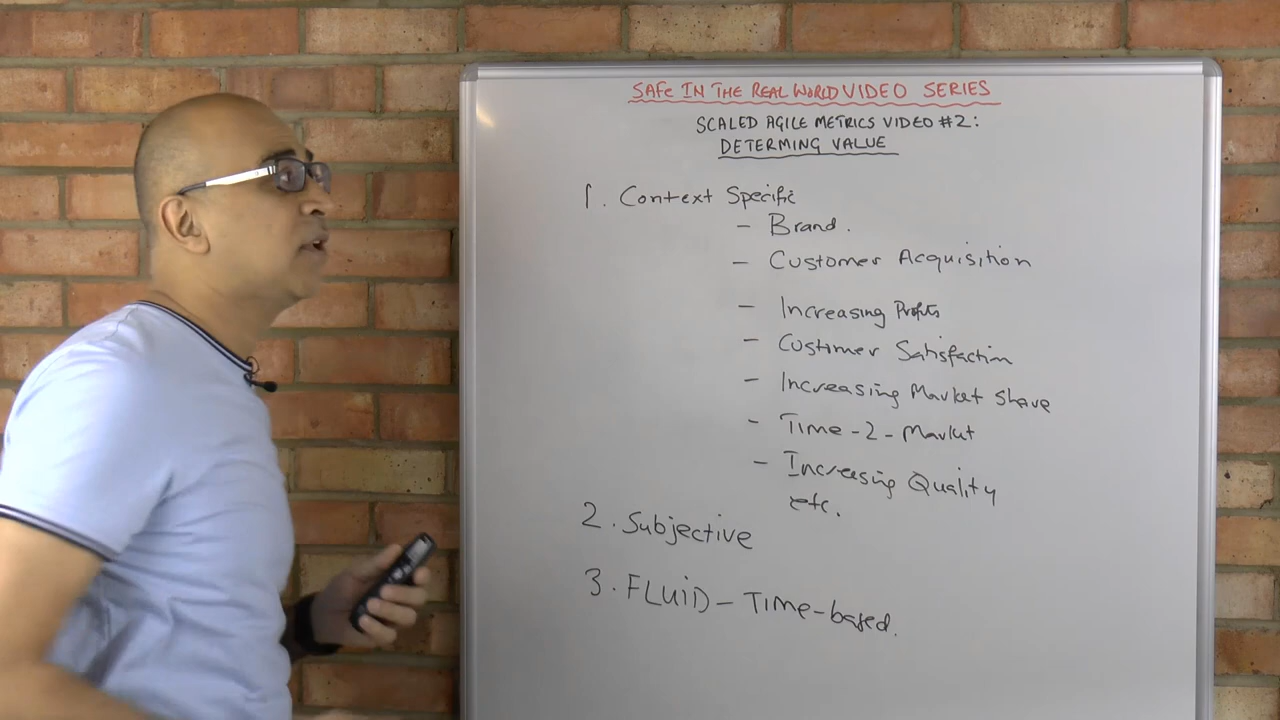 SAFe IN THE REAL WORLD VIDEO SERIES
SCALED AGILE METRICS VIDEO #2:
DETERMING VALUE
1. Context Specific
- Brand.
- Customer Acquisition
- Increasing Profits
- Customer Satisfaction
- Increasing Market Share
- Time-2-Market
- Increasing Quality
etc.
2. Subjective
3. FLUID - Time-based.